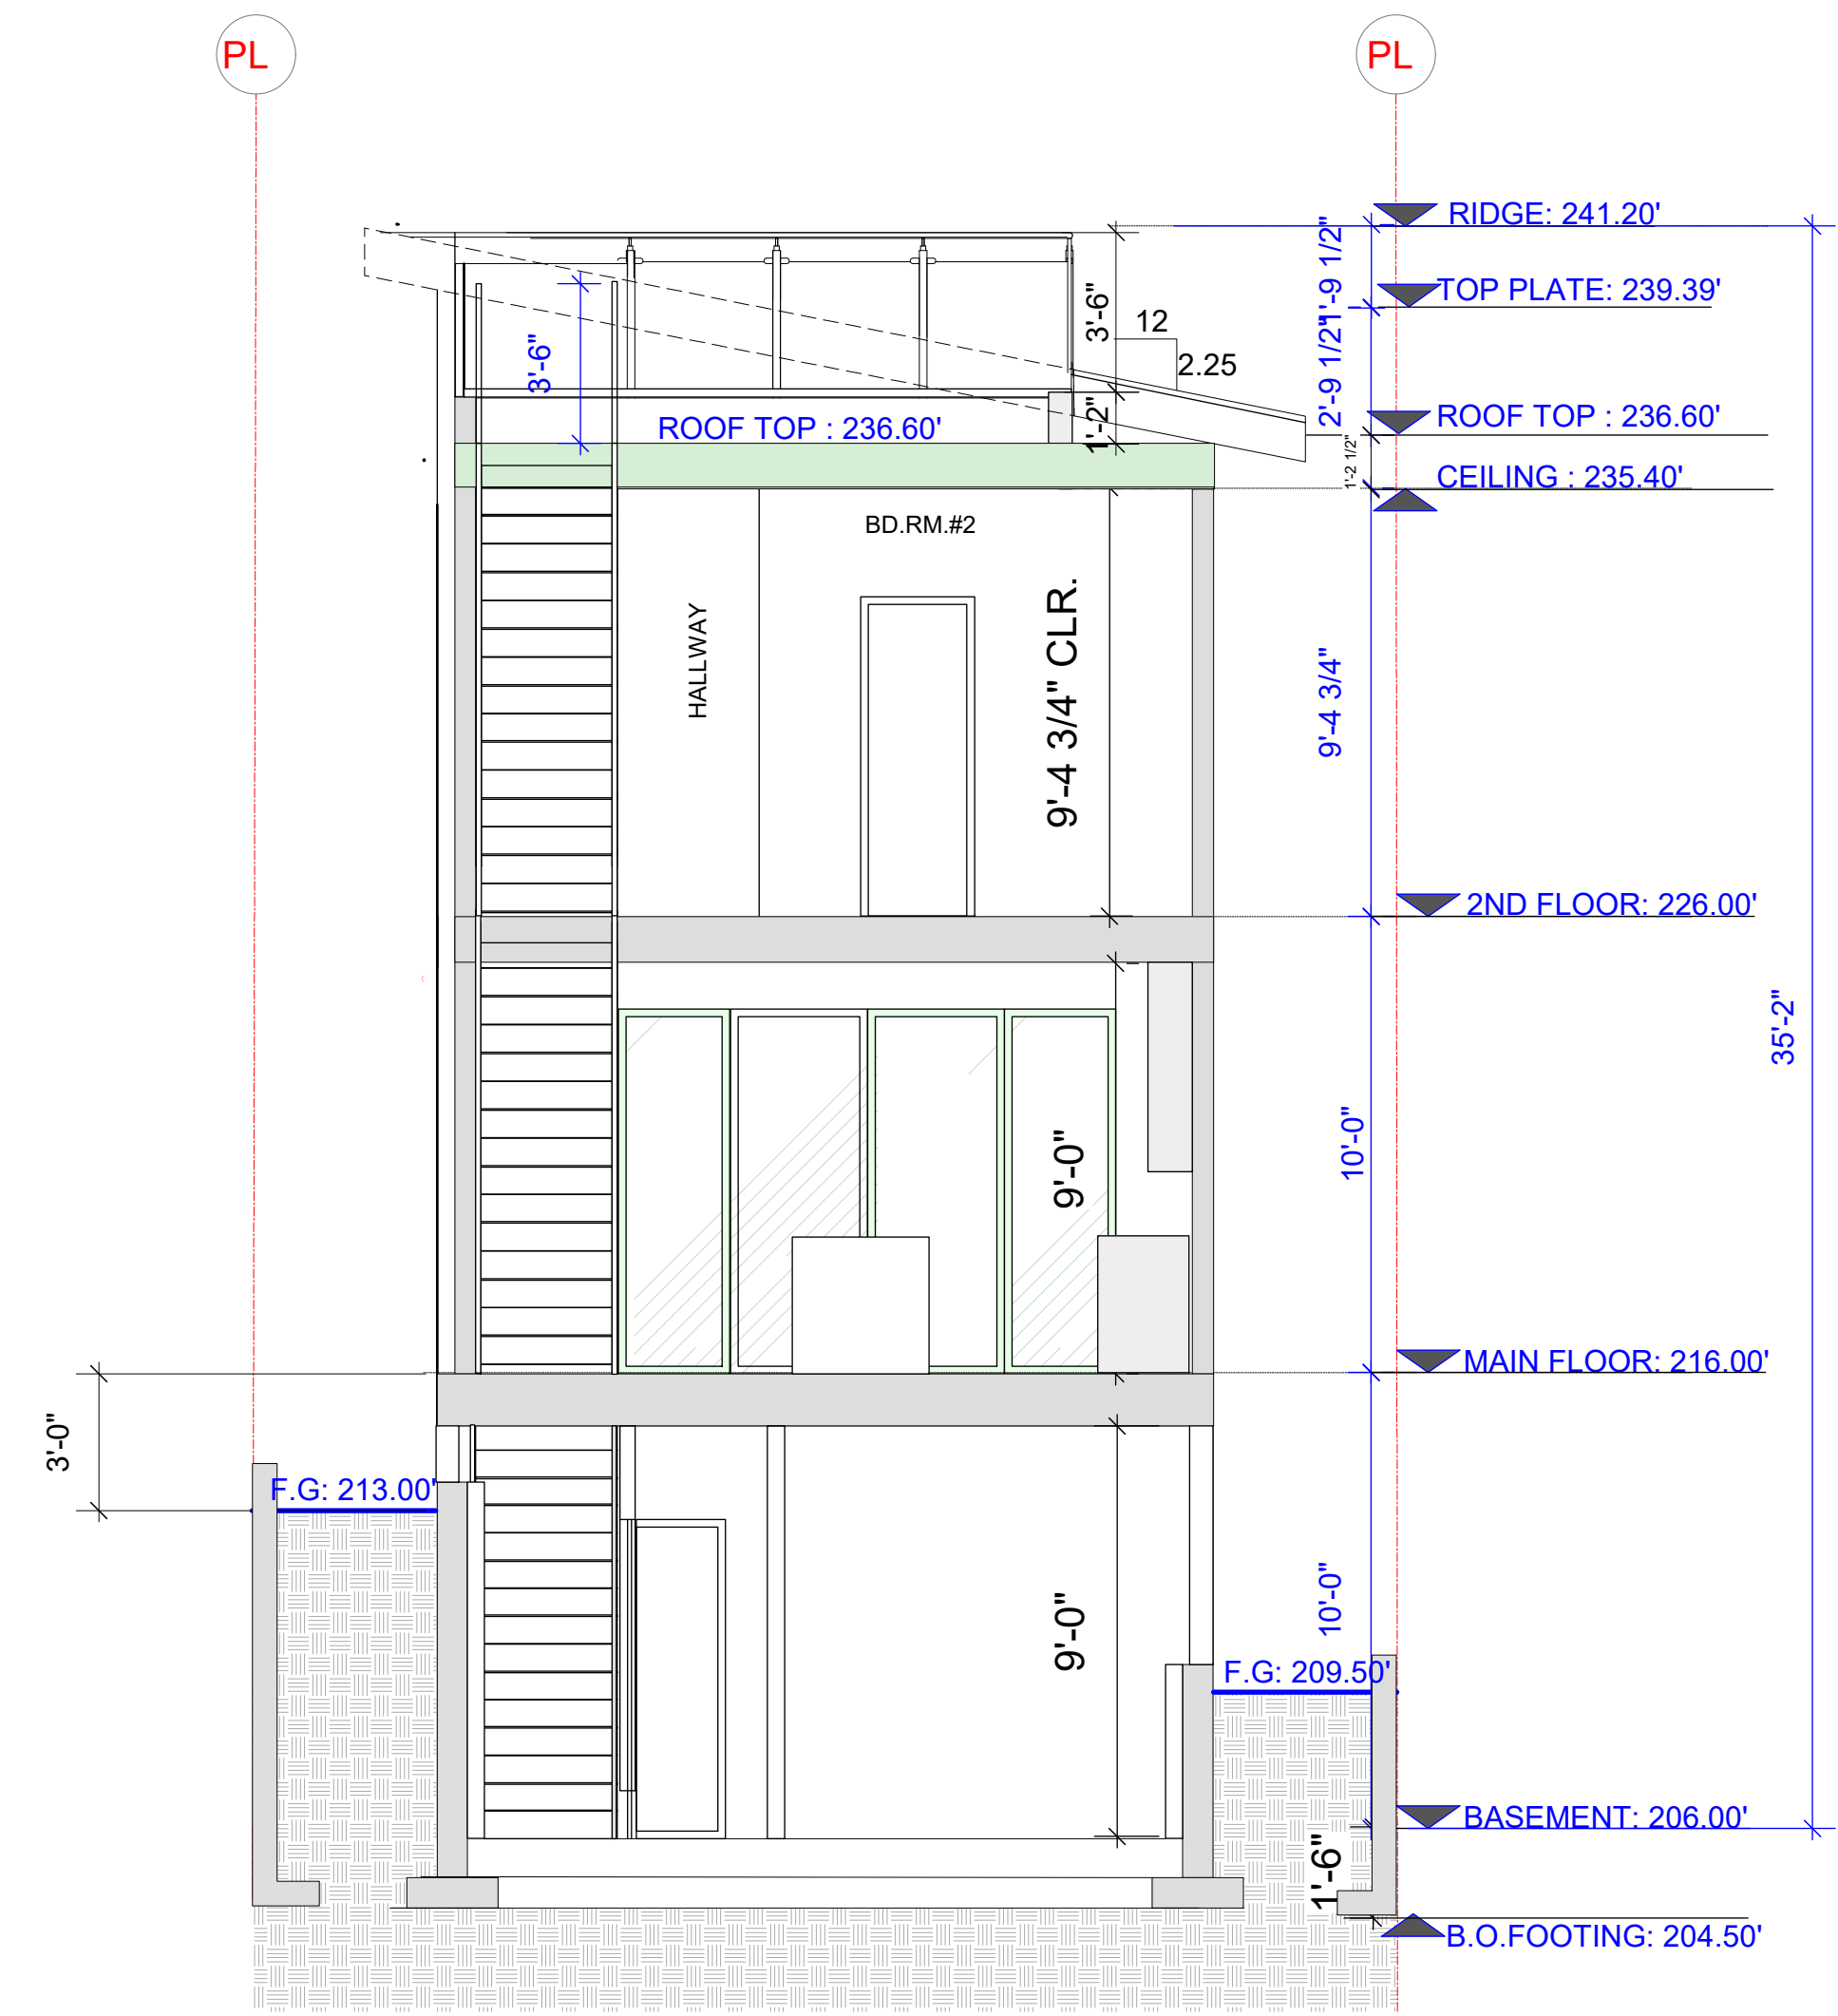 PL
PL
RIDGE: 241.20'
1'-9 1/2"
TOP PLATE: 239.39'
3'-6"
12
2.25
3'-6"
2'-9 1/2"
ROOF TOP : 236.60'
1'-2"
ROOF TOP : 236.60'
1'-2 1/2"
CEILING : 235.40'
BD.RM.#2
HALLWAY
9'-4 3/4" CLR.
9'-4 3/4"
2ND FLOOR: 226.00'
35'-2"
9'-0"
10'-0"
MAIN FLOOR: 216.00'
3'-0"
F.G: 213.00'
9'-0"
10'-0"
F.G: 209.50'
BASEMENT: 206.00'
1'-6"
B.O.FOOTING: 204.50'